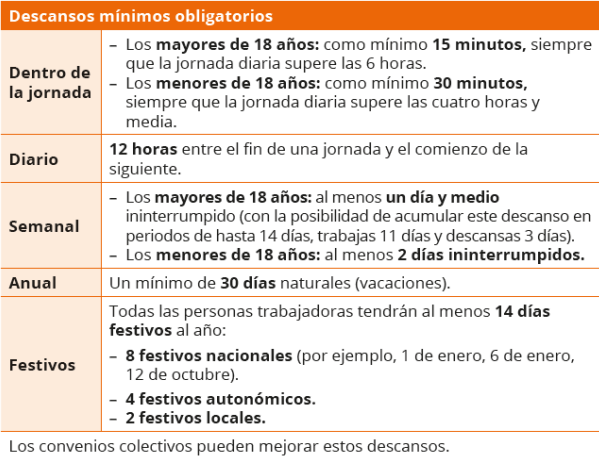 Descansos mínimos obligatorios
Dentro de
la jornada
– Los mayores de 18 años: como mínimo 15 minutos, siempre
que la jornada diaria supere las 6 horas.
– Los menores de 18 años: como mínimo 30 minutos,
siempre que la jornada diaria supere las cuatro horas y
media.
Diario
12 horas entre el fin de una jornada y el comienzo de la
siguiente.
Semanal
– Los mayores de 18 años: al menos un día y medio
ininterrumpido (con la posibilidad de acumular este descanso en
periodos de hasta 14 días, trabajas 11 días y descansas 3 días).
– Los menores de 18 años: al menos 2 días ininterrumpidos.
Anual
Un mínimo de 30 días naturales (vacaciones).
Festivos
Todas las personas trabajadoras tendrán al menos 14 días
festivos al año:
– 8 festivos nacionales (por ejemplo, 1 de enero, 6 de enero,
12 de octubre).
– 4 festivos autonómicos.
– 2 festivos locales.
Los convenios colectivos pueden mejorar estos descansos.